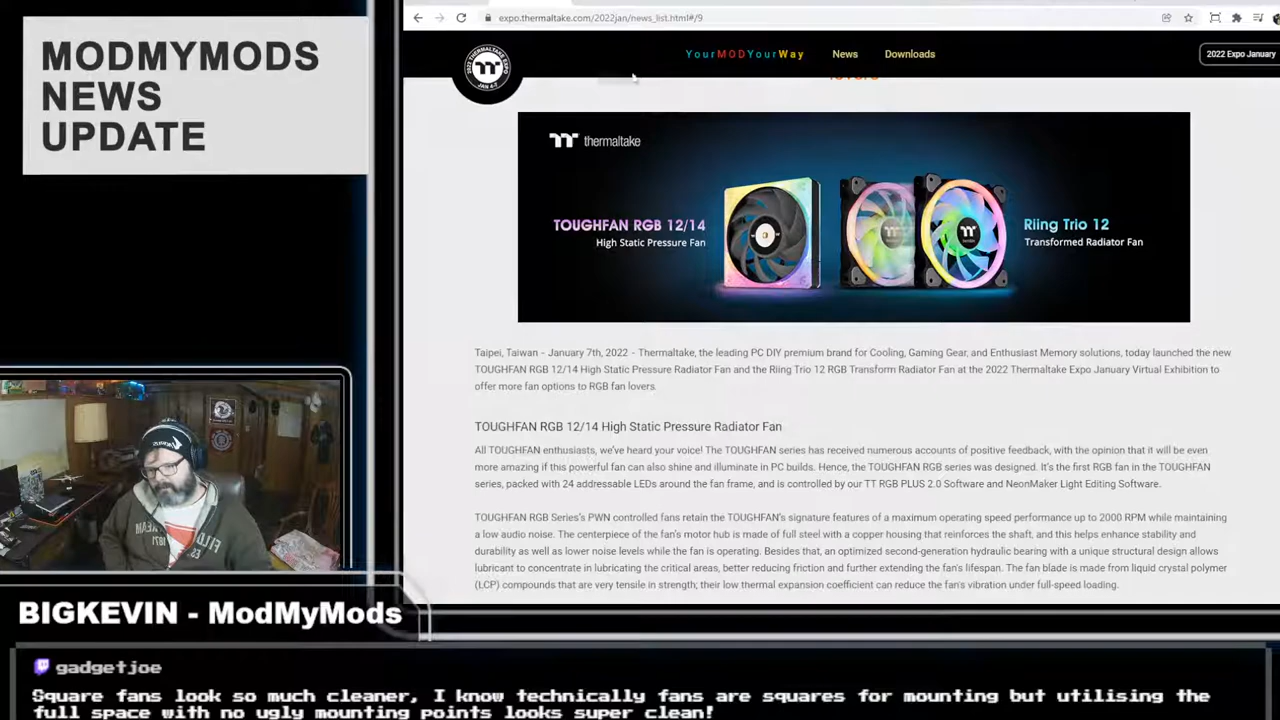 MODMYMODS
NEWS
UPDATE
expo.thermaltake.com/2022jan/news_list.html#/9
YourMODYourWay
News
Downloads
2022 Expo January
thermaltake
TOUGHFAN RGB 12/14
High Static Pressure Fan
Riing Trio 12
Transformed Radiator Fan
Taipei, Taiwan – January 7th, 2022 - Thermaltake, the leading PC DIY premium brand for Cooling, Gaming Gear, and Enthusiast Memory solutions, today launched the new
TOUGHFAN RGB 12/14 High Static Pressure Radiator Fan and the Riing Trio 12 RGB Transform Radiator Fan at the 2022 Thermaltake Expo January Virtual Exhibition to
offer more fan options to RGB fan lovers.
TOUGHFAN RGB 12/14 High Static Pressure Radiator Fan
All TOUGHFAN enthusiasts, we've heard your voice! The TOUGHFAN series has received numerous accounts of positive feedback, with the opinion that it will be even
more amazing if this powerful fan can also shine and illuminate in PC builds. Hence, the TOUGHFAN RGB series was designed. It's the first RGB fan in the TOUGHFAN
series, packed with 24 addressable LEDs around the fan frame, and is controlled by our TT RGB PLUS 2.0 Software and NeonMaker Light Editing Software.
TOUGHFAN RGB Series's PWN controlled fans retain the TOUGHFAN's signature features of a maximum operating speed performance up to 2000 RPM while maintaining
a low audio noise. The centerpiece of the fan's motor hub is made of full steel with a copper housing that reinforces the shaft, and this helps enhance stability and
durability as well as lower noise levels while the fan is operating. Besides that, an optimized second-generation hydraulic bearing with a unique structural design allows
lubricant to concentrate in lubricating the critical areas, better reducing friction and further extending the fan's lifespan. The fan blade is made from liquid crystal polymer
(LCP) compounds that are very tensile in strength; their low thermal expansion coefficient can reduce the fan's vibration under full-speed loading.
BIGKEVIN - ModMyMods
gadgetjoe
Square fans look so much cleaner, I know technically fans are squares for mounting but utilising the
full space with no ugly mounting points looks super clean!